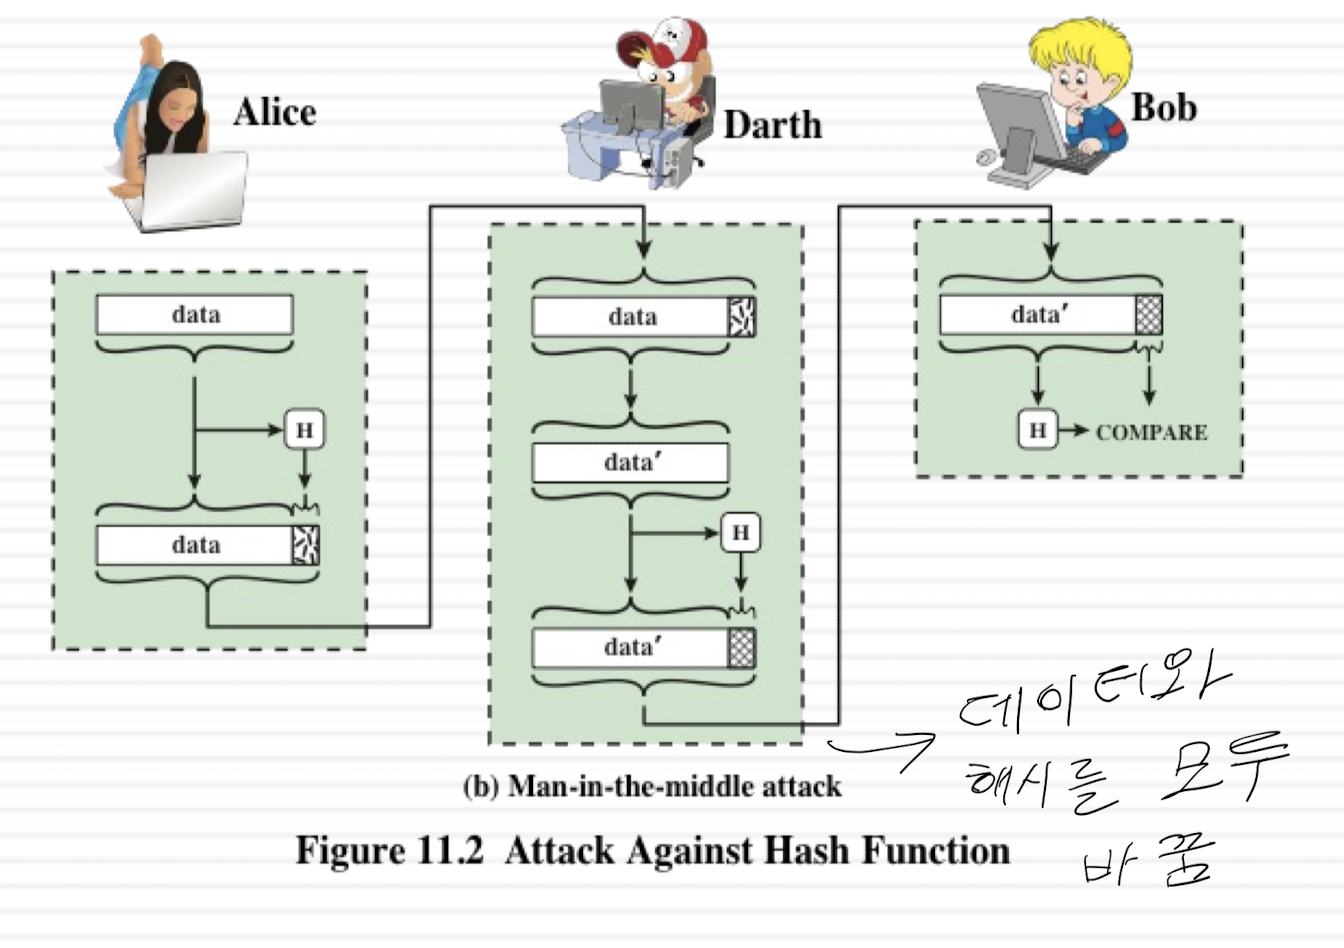 Alice
Darth
Bob
data
H
data
data
data′
H
data′
data′
H
COMPARE
데이터와
해시를 모두
바꿈
(b) Man-in-the-middle attack
Figure 11.2 Attack Against Hash Function